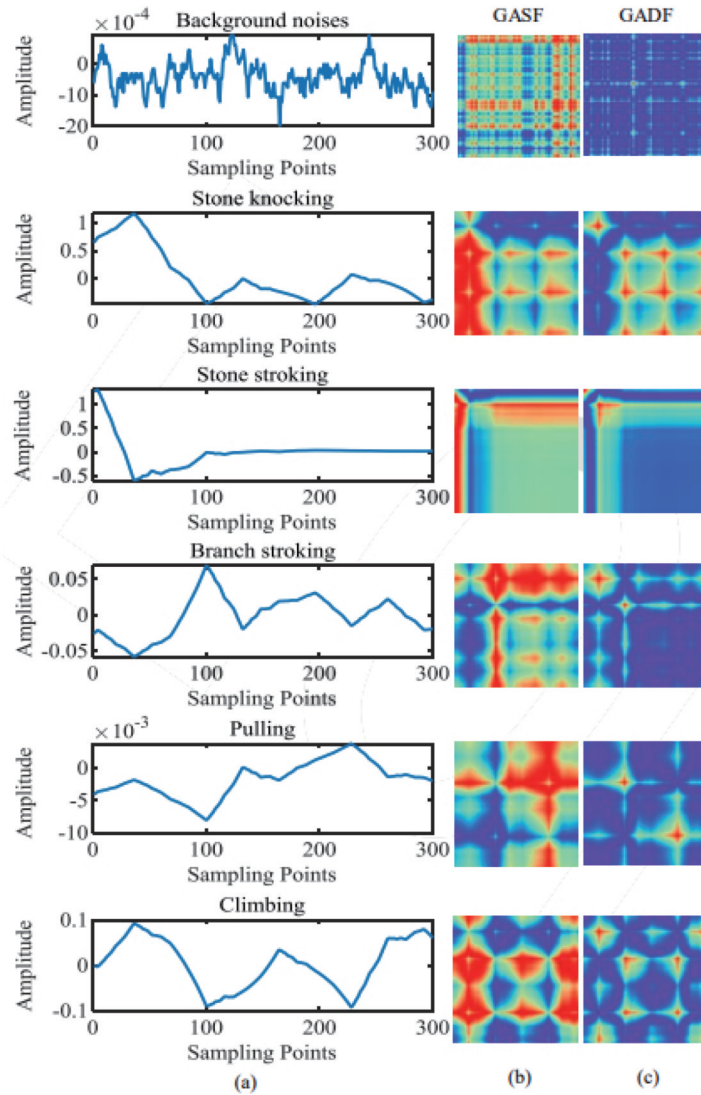 GASF GADF
×10⁻⁴ Background noises
0
-10
-20
Amplitude
0 100 200 300
Sampling Points
Stone knocking
1
0.5
0
Amplitude
0 100 200 300
Sampling Points
Stone stroking
1
0.5
-0.5
Amplitude
0 100 200 300
Sampling Points
Branch stroking
0.05
0
-0.05
Amplitude
0 100 200 300
Sampling Points
×10⁻³ Pulling
0
-5
-10
Amplitude
0 100 200 300
Sampling Points
Climbing
0.1
0
-0.1
Amplitude
0 100 200 300
Sampling Points
(a) (b) (c)